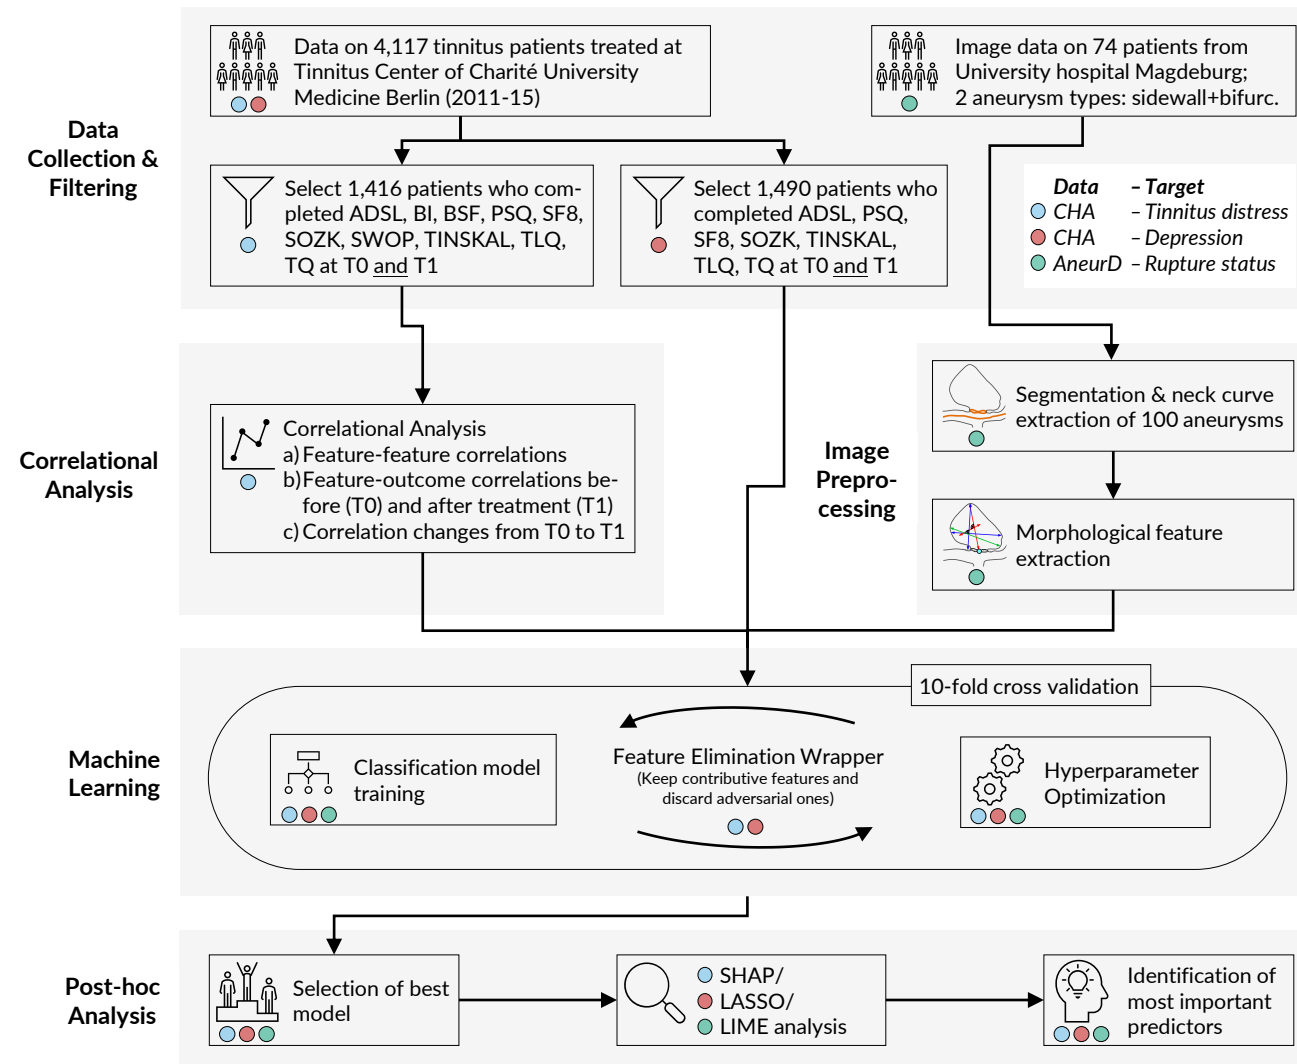 Data
Collection &
Filtering
Data on 4,117 tinnitus patients treated at
Tinnitus Center of Charité University
Medicine Berlin (2011-15)
Image data on 74 patients from
University hospital Magdeburg;
2 aneurysm types: sidewall+bifurc.
Select 1,416 patients who com-
pleted ADSL, BI, BSF, PSQ, SF8,
SOZK, SWOP, TINSKAL, TLQ,
TQ at T0 and T1
Select 1,490 patients who
completed ADSL, PSQ,
SF8, SOZK, TINSKAL,
TLQ, TQ at T0 and T1
Data – Target
CHA – Tinnitus distress
CHA – Depression
AneurD – Rupture status
Correlational
Analysis
Correlational Analysis
a) Feature-feature correlations
b) Feature-outcome correlations be-
fore (T0) and after treatment (T1)
c) Correlation changes from T0 to T1
Image
Prepro-
cessing
Segmentation & neck curve
extraction of 100 aneurysms
Morphological feature
extraction
Machine
Learning
10-fold cross validation
Classification model
training
Feature Elimination Wrapper
(Keep contributive features and
discard adversarial ones)
Hyperparameter
Optimization
Post-hoc
Analysis
Selection of best
model
SHAP/
LASSO/
LIME analysis
Identification of
most important
predictors